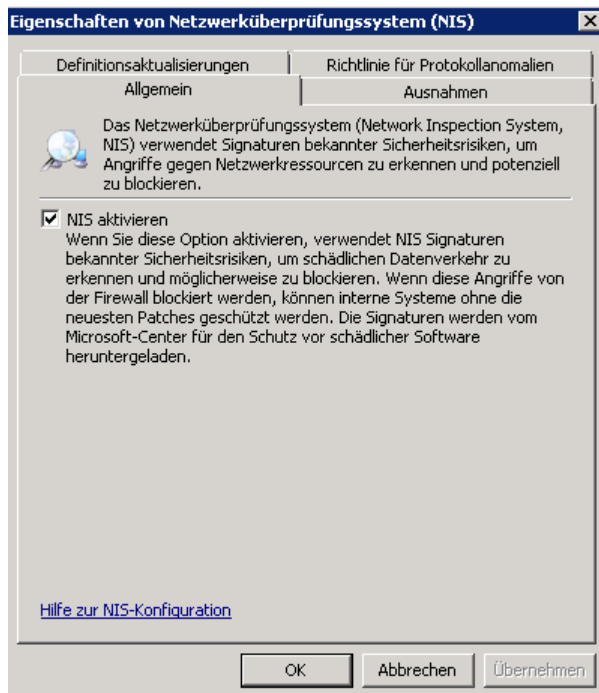 Eigenschaften von Netzwerküberprüfungssystem (NIS)
Definitionsaktualisierungen
Richtlinie für Protokollanomalien
Allgemein
Ausnahmen
Das Netzwerküberprüfungssystem (Network Inspection System,
NIS) verwendet Signaturen bekannter Sicherheitsrisiken, um
Angriffe gegen Netzwerkressourcen zu erkennen und potenziell
zu blockieren.
NIS aktivieren
Wenn Sie diese Option aktivieren, verwendet NIS Signaturen
bekannter Sicherheitsrisiken, um schädlichen Datenverkehr zu
erkennen und möglicherweise zu blockieren. Wenn diese Angriffe von
der Firewall blockiert werden, können interne Systeme ohne die
neuesten Patches geschützt werden. Die Signaturen werden vom
Microsoft-Center für den Schutz vor schädlicher Software
heruntergeladen.
Hilfe zur NIS-Konfiguration
OK
Abbrechen
Übernehmen